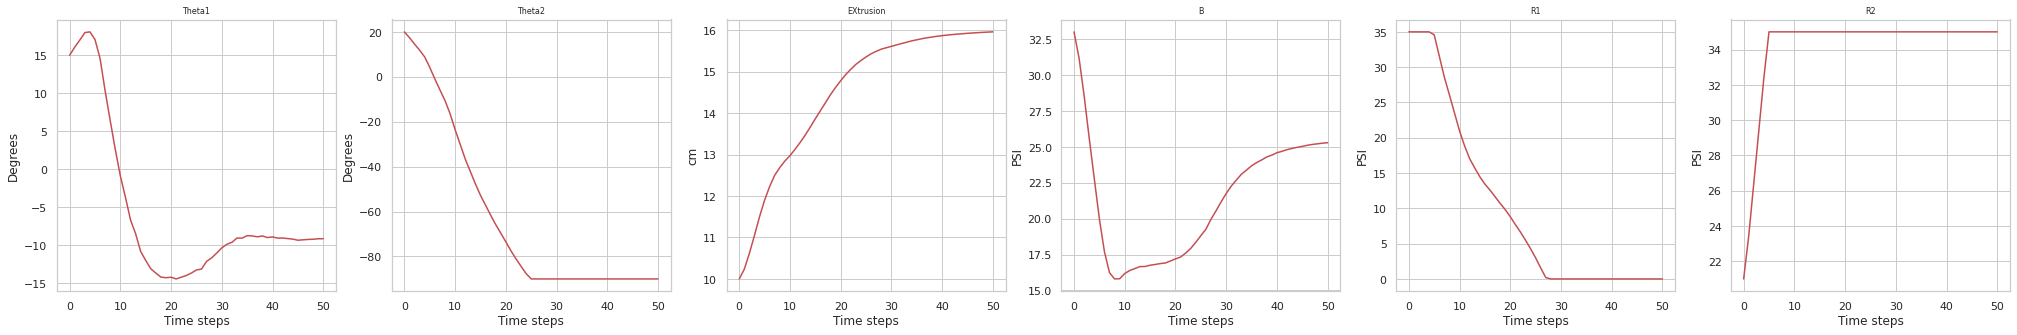 Theta1
Degrees
15
10
5
0
−5
−10
−15
0 10 20 30 40 50
Time steps
Theta2
Degrees
20
0
−20
−40
−60
−80
0 10 20 30 40 50
Time steps
EXtrusion
cm
16
15
14
13
12
11
10
0 10 20 30 40 50
Time steps
B
PSI
32.5
30.0
27.5
25.0
22.5
20.0
17.5
15.0
0 10 20 30 40 50
Time steps
R1
PSI
35
30
25
20
15
10
5
0
0 10 20 30 40 50
Time steps
R2
PSI
34
32
30
28
26
24
22
0 10 20 30 40 50
Time steps